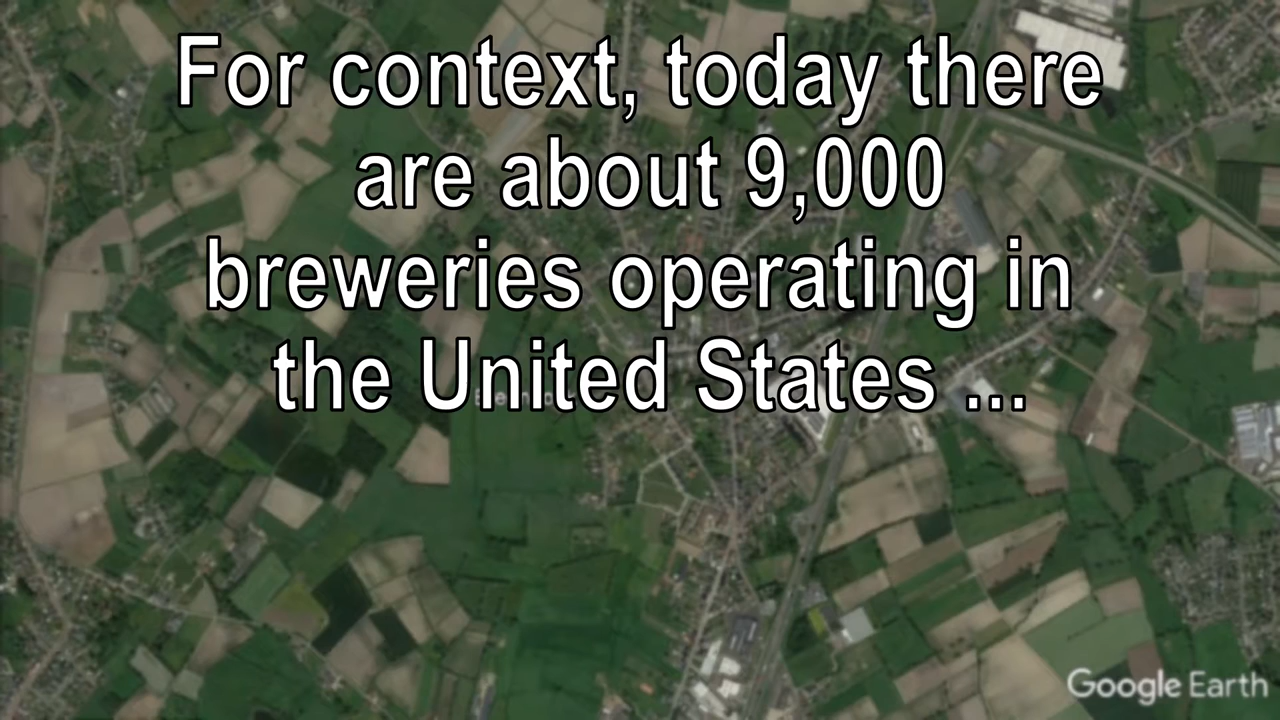 For context, today there
are about 9,000
breweries operating in
the United States ...
Google Earth